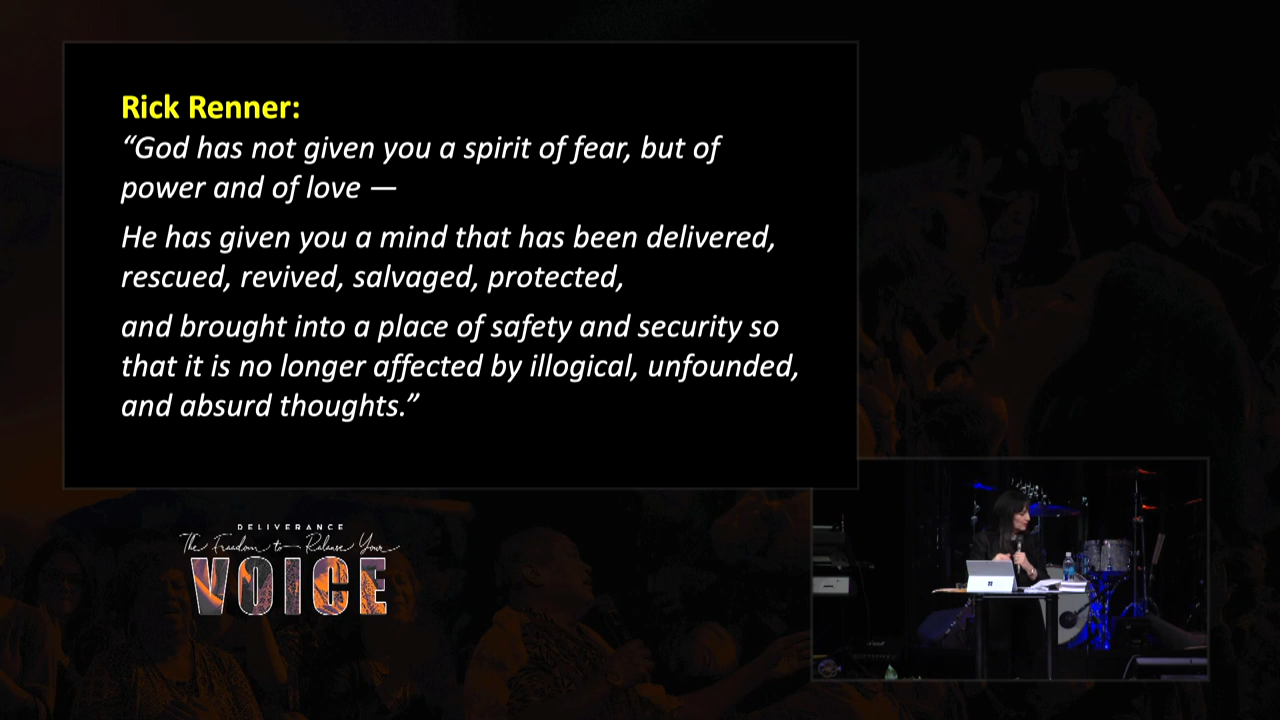 Rick Renner:
“God has not given you a spirit of fear, but of
power and of love —
He has given you a mind that has been delivered,
rescued, revived, salvaged, protected,
and brought into a place of safety and security so
that it is no longer affected by illogical, unfounded,
and absurd thoughts.”
DELIVERANCE
The Freedom to Release Your
VOICE